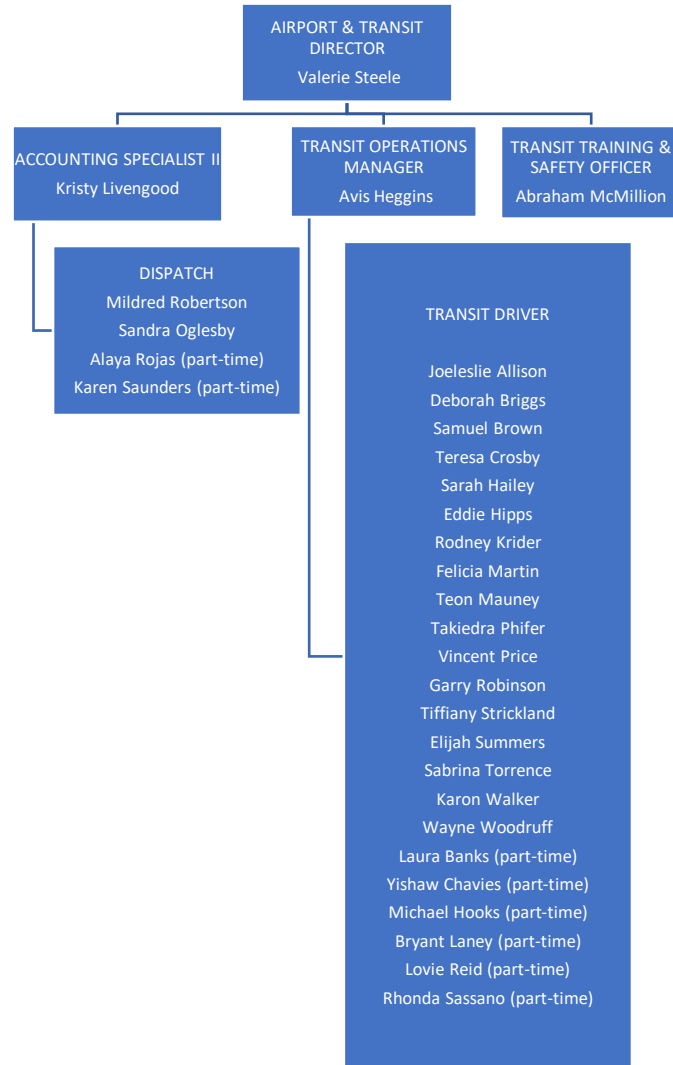 AIRPORT & TRANSIT
DIRECTOR
Valerie Steele
ACCOUNTING SPECIALIST II
Kristy Livengood
TRANSIT OPERATIONS
MANAGER
Avis Heggins
TRANSIT TRAINING &
SAFETY OFFICER
Abraham McMillion
DISPATCH
Mildred Robertson
Sandra Oglesby
Alaya Rojas (part-time)
Karen Saunders (part-time)
TRANSIT DRIVER
Joeleslie Allison
Deborah Briggs
Samuel Brown
Teresa Crosby
Sarah Hailey
Eddie Hipps
Rodney Krider
Felicia Martin
Teon Mauney
Takiedra Phifer
Vincent Price
Garry Robinson
Tiffiany Strickland
Elijah Summers
Sabrina Torrence
Karon Walker
Wayne Woodruff
Laura Banks (part-time)
Yishaw Chavies (part-time)
Michael Hooks (part-time)
Bryant Laney (part-time)
Lovie Reid (part-time)
Rhonda Sassano (part-time)